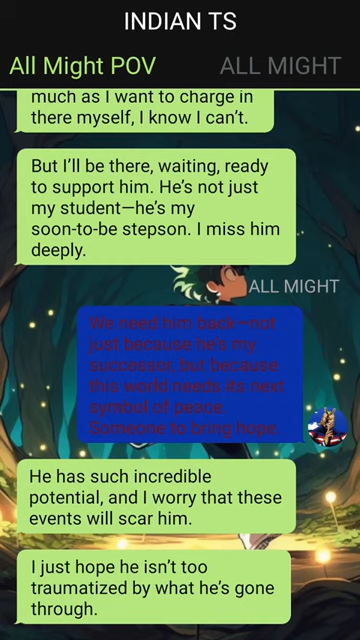 INDIAN TS
All Might POV
ALL MIGHT
much as I want to charge in
there myself, I know I can't.
But I'll be there, waiting, ready
to support him. He's not just
my student—he's my
soon-to-be stepson. I miss him
deeply.
ALL MIGHT
We need him back—not
just because he's my
successor, but because
this world needs its next
symbol of peace.
Someone to bring hope.
He has such incredible
potential, and I worry that these
events will scar him.
I just hope he isn't too
traumatized by what he's gone
through.